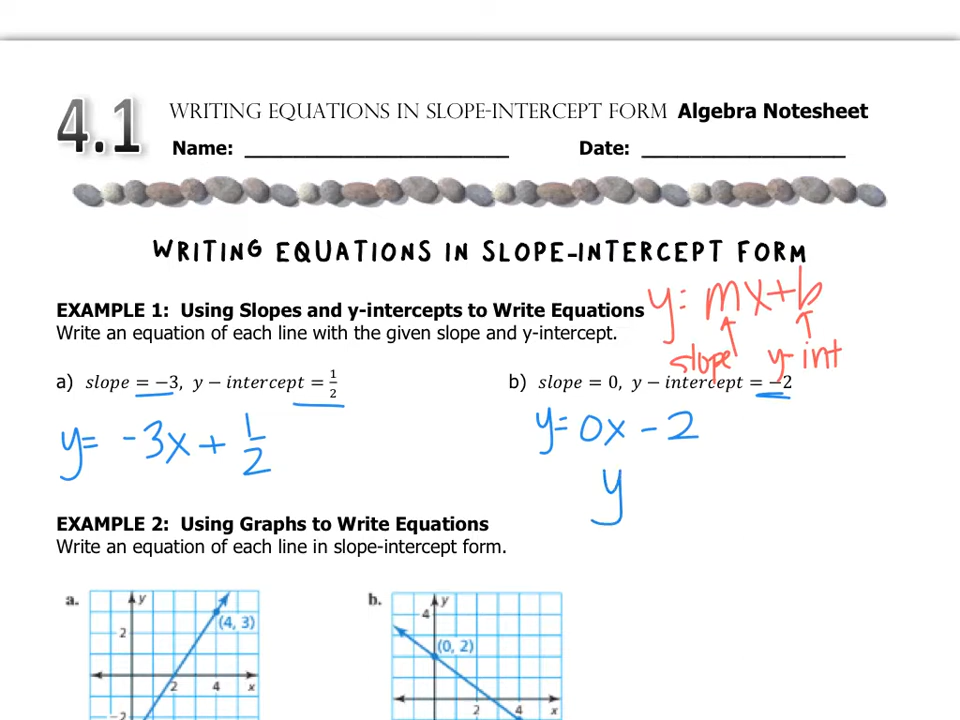 4.1 WRITING EQUATIONS IN SLOPE-INTERCEPT FORM Algebra Notesheet
Name: _________________________ Date: ___________________
WRITING EQUATIONS IN SLOPE-INTERCEPT FORM
EXAMPLE 1: Using Slopes and y-intercepts to Write Equations
y = mx+b
Write an equation of each line with the given slope and y-intercept.
slope y int
a) slope = −3, y − intercept = 1/2
b) slope = 0, y − intercept = −2
y = -3x + 1/2
y = 0x - 2
y
EXAMPLE 2: Using Graphs to Write Equations
Write an equation of each line in slope-intercept form.
a.
y
(4, 3)
2
2 4 x
-2
b.
y
4
(0, 2)
2 4 x